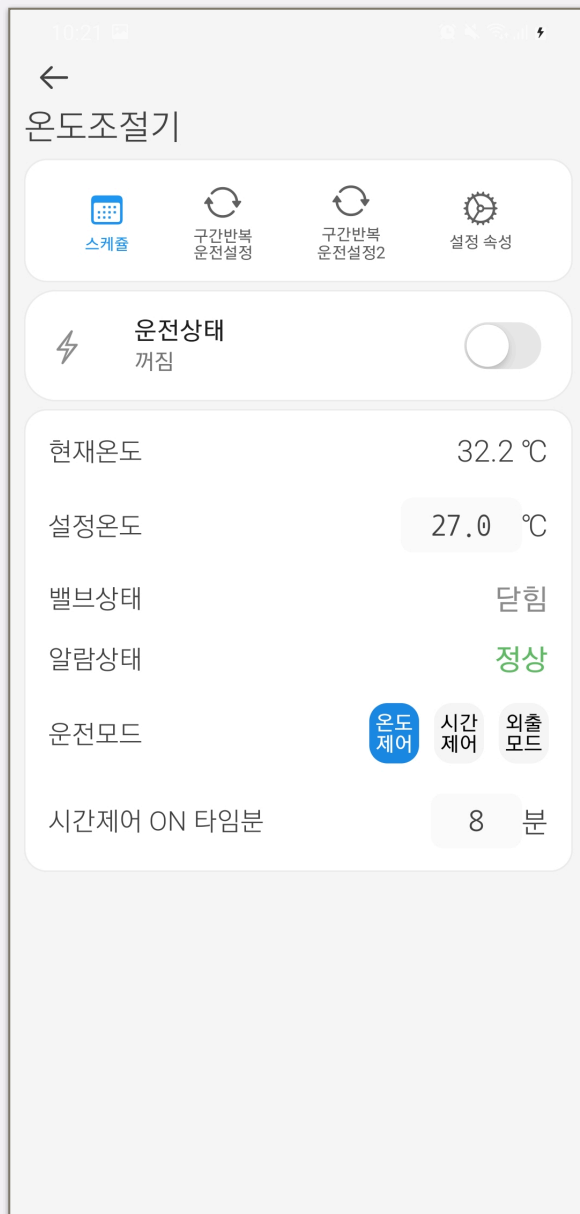 10:21
온도조절기
스케쥴
구간반복
운전설정
구간반복
운전설정2
설정 속성
운전상태
꺼짐
현재온도 32.2 ℃
설정온도 27.0 ℃
밸브상태 닫힘
알람상태 정상
운전모드 온도 제어 시간 제어 외출 모드
시간제어 ON 타임분 8 분